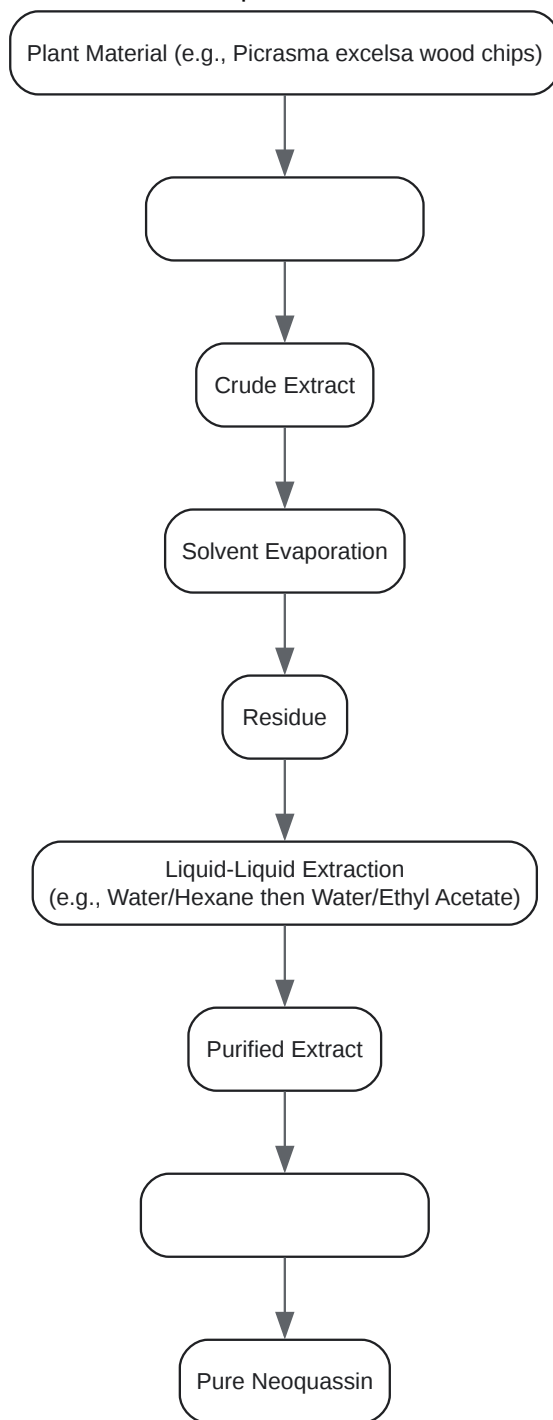 Plant Material (e.g., Picrasma excelsa wood chips)
Crude Extract
Solvent Evaporation
Residue
Liquid-Liquid Extraction
(e.g., Water/Hexane then Water/Ethyl Acetate)
Purified Extract
Pure Neoquassin